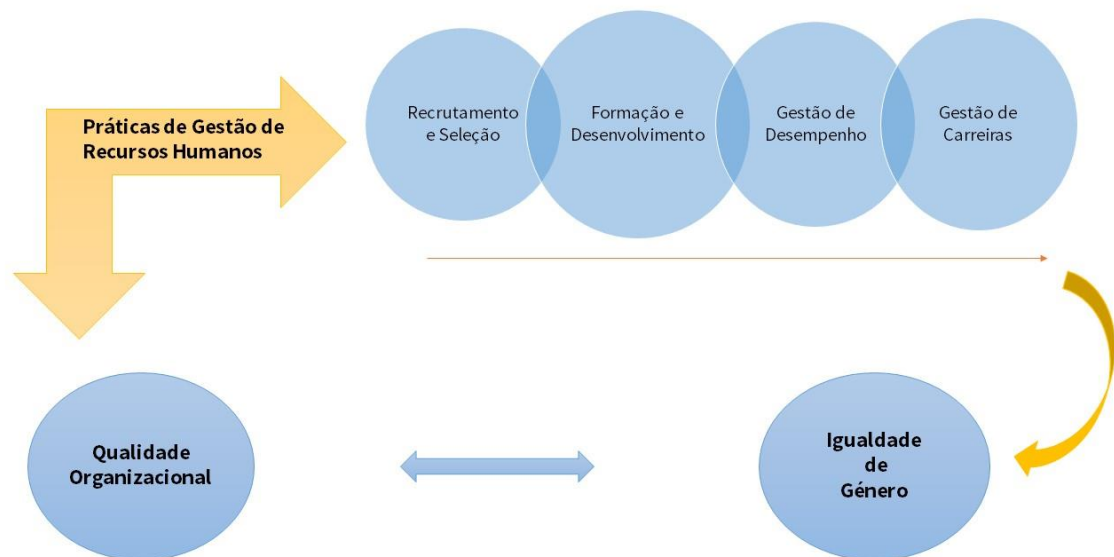 Práticas de Gestão de
Recursos Humanos
Recrutamento
e Seleção
Formação e
Desenvolvimento
Gestão de
Desempenho
Gestão de
Carreiras
Qualidade
Organizacional
Igualdade
de
Género